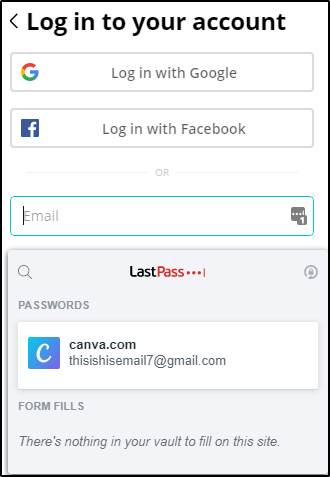 Log in to your account
Log in with Google
Log in with Facebook
OR
Email
1
LastPass
PASSWORDS
canva.com
thisishisemail7@gmail.com
FORM FILLS
There's nothing in your vault to fill on this site.